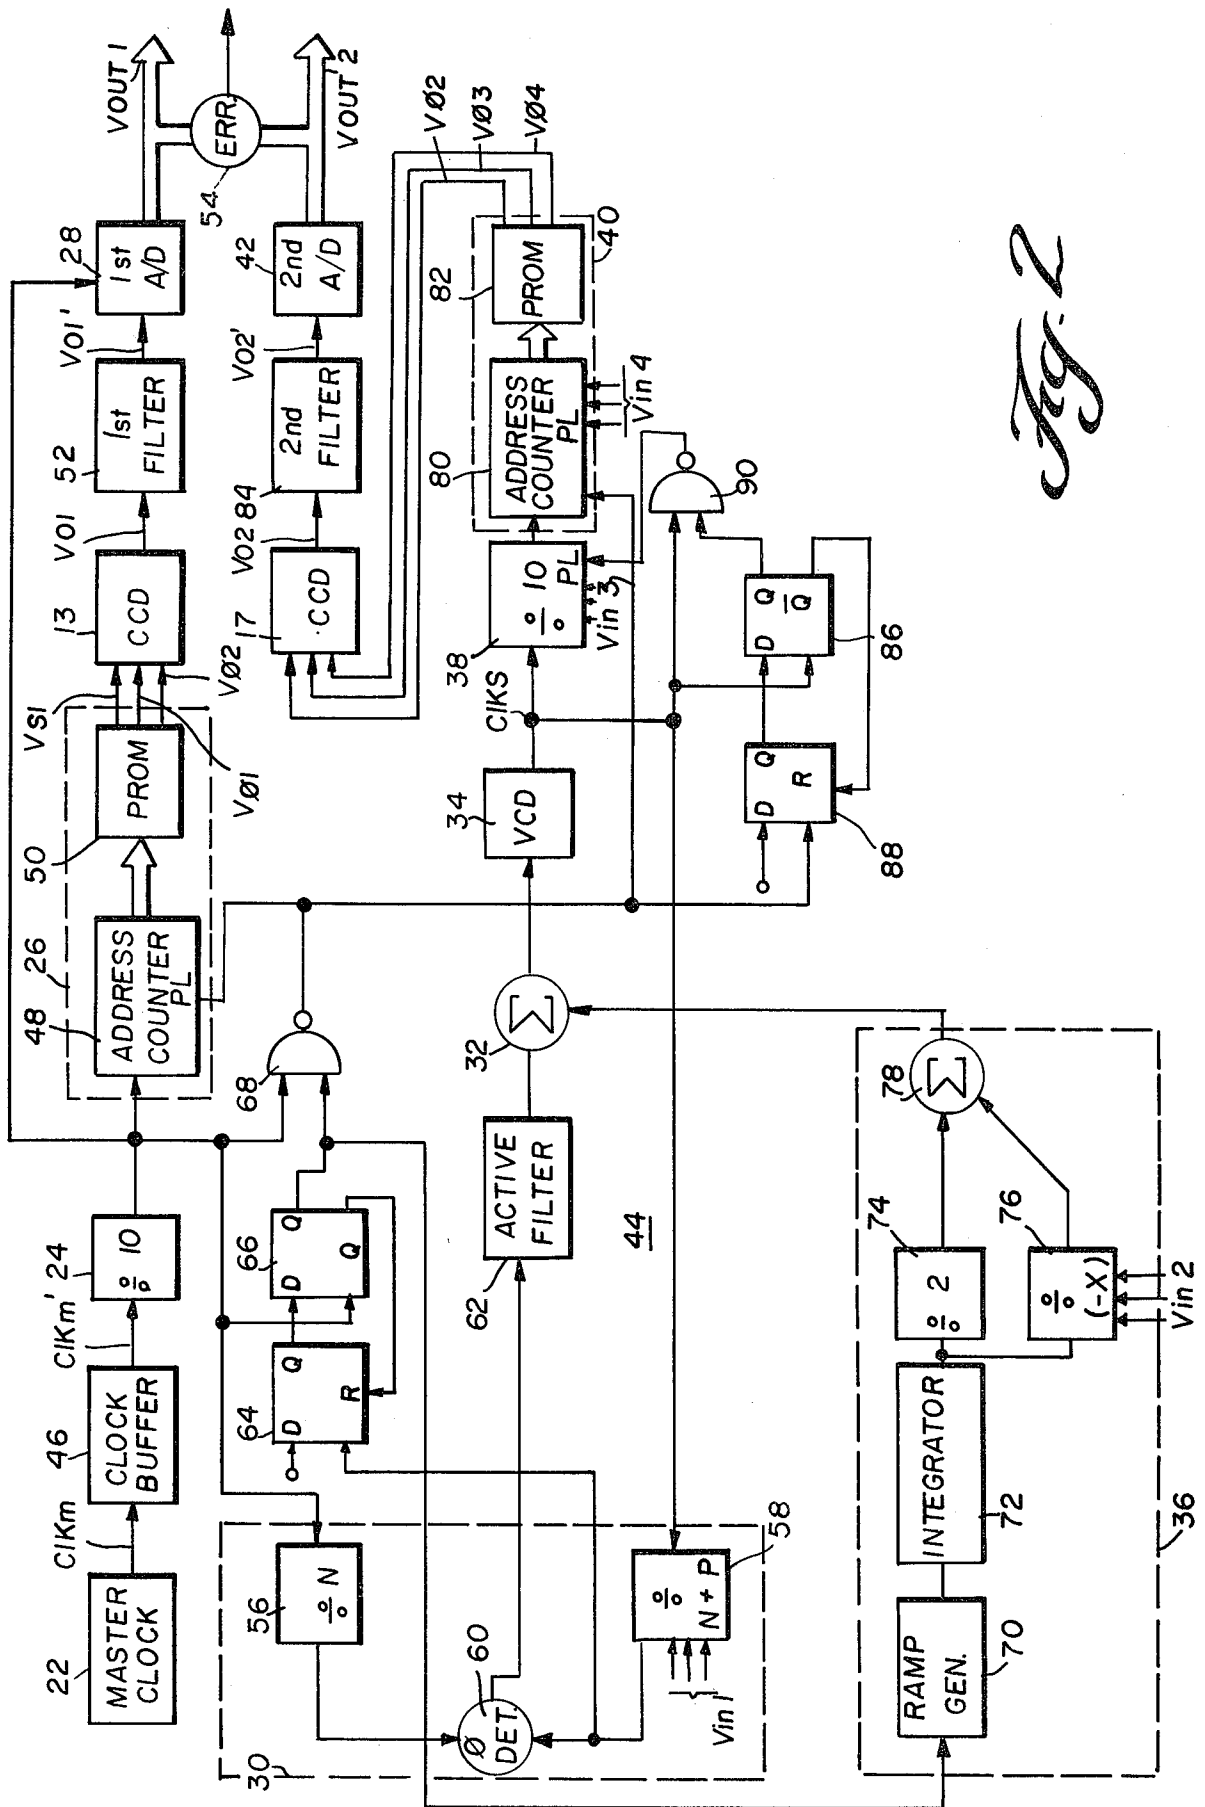 22
MASTER
CLOCK
ClKm
46
CLOCK
BUFFER
ClKm'
24
÷ 10
48
26
ADDRESS
COUNTER
PL
50
PROM
VS1
VØ1
VØ2
13
CCD
VO1
52
1st
FILTER
VO1'
28
1st
A/D
VOUT 1
54
ERR.
VOUT 2
17
CCD
VO2
84
2nd
FILTER
VO2'
42
2nd
A/D
VØ2
VØ3
VØ4
30
56
÷ N
64
D
Q
R
66
D
Q
Q
68
60
Ø
DET.
62
ACTIVE
FILTER
32
Σ
34
VCD
ClKS
38
÷ 10
PL
Vin 3
80
ADDRESS
COUNTER
PL
Vin 4
82
PROM
40
44
58
÷
N + P
Vin 1
88
D
Q
R
86
D
Q
Q̅
90
36
70
RAMP
GEN.
72
INTEGRATOR
74
÷ 2
76
÷
(-X)
Vin 2
78
Σ
Fig-2